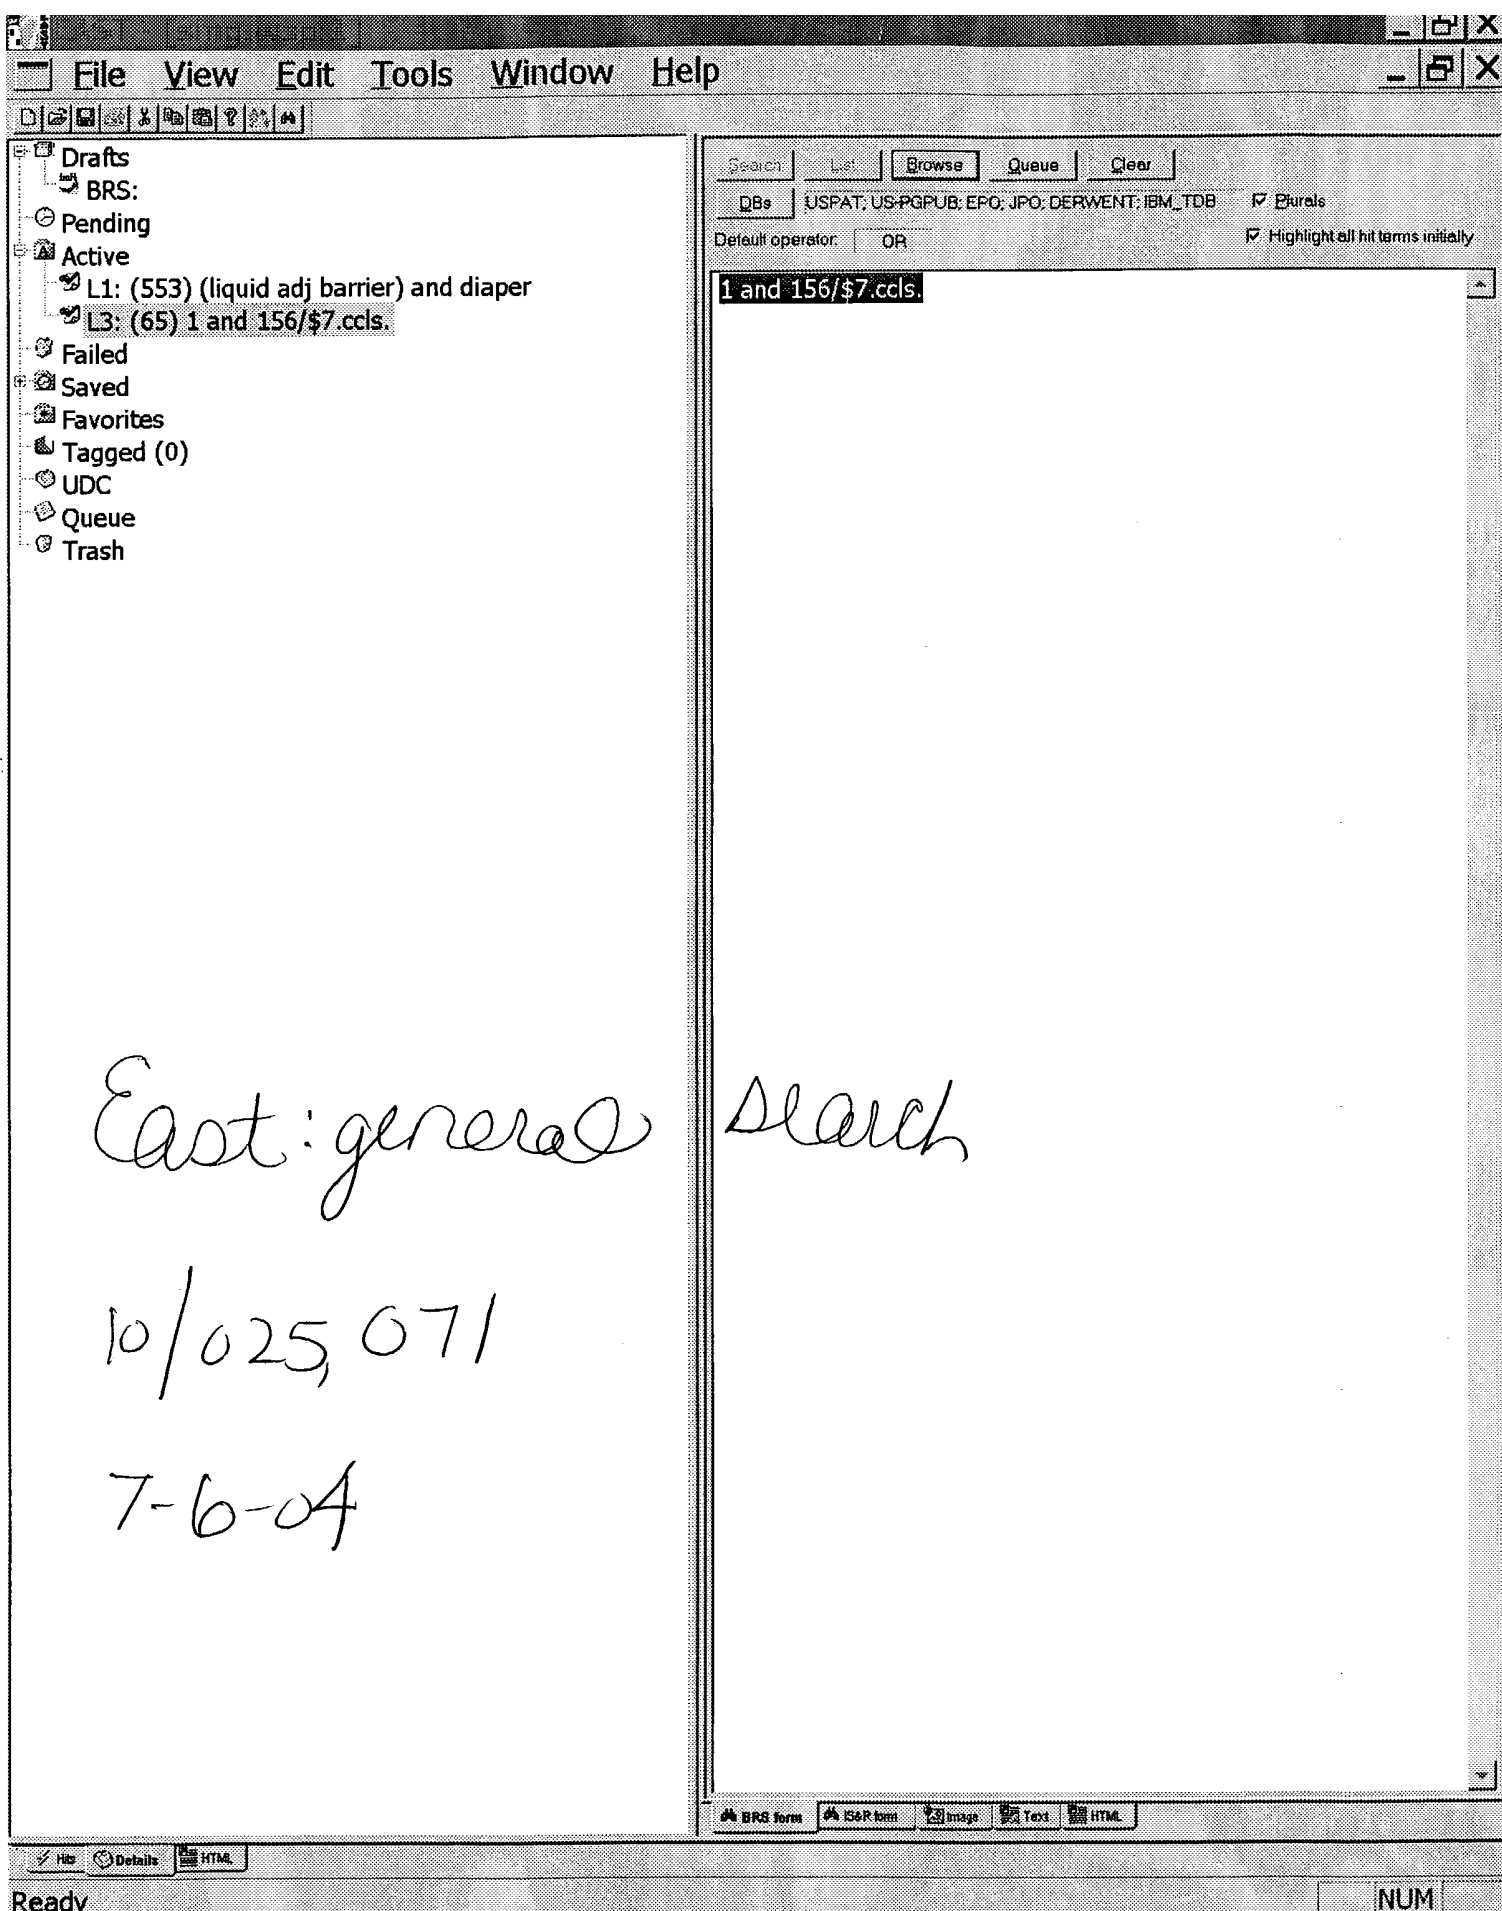 File View Edit Tools Window Help
Drafts
BRS:
Pending
Active
L1: (553) (liquid adj barrier) and diaper
L3: (65) 1 and 156/$7.ccls.
Failed
Saved
Favorites
Tagged (0)
UDC
Queue
Trash
Search List Browse Queue Clear
DBs USPAT; US-PGPUB; EPO; JPO; DERWENT; IBM_TDB Plurals
Default operator: OR Highlight all hit terms initially
1 and 156/$7.ccls.
East: general search
10/025,071
7-6-04
BRS form IS&R form Image Text HTML
Hits Details HTML
Ready NUM